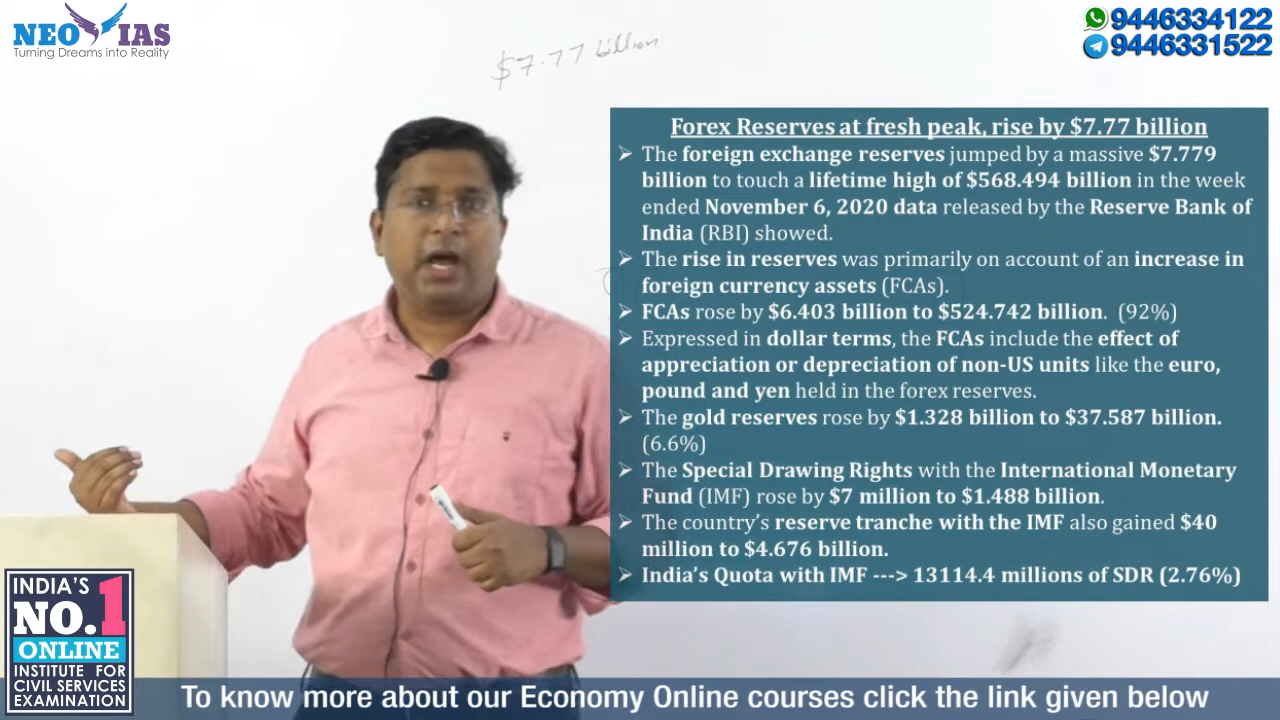 NEO IAS
Turning Dreams into Reality
9446334122
9446331522
$7.77 billion
Forex Reserves at fresh peak, rise by $7.77 billion
➢ The foreign exchange reserves jumped by a massive $7.779
billion to touch a lifetime high of $568.494 billion in the week
ended November 6, 2020 data released by the Reserve Bank of
India (RBI) showed.
➢ The rise in reserves was primarily on account of an increase in
foreign currency assets (FCAs).
➢ FCAs rose by $6.403 billion to $524.742 billion. (92%)
➢ Expressed in dollar terms, the FCAs include the effect of
appreciation or depreciation of non-US units like the euro,
pound and yen held in the forex reserves.
➢ The gold reserves rose by $1.328 billion to $37.587 billion.
(6.6%)
➢ The Special Drawing Rights with the International Monetary
Fund (IMF) rose by $7 million to $1.488 billion.
➢ The country's reserve tranche with the IMF also gained $40
million to $4.676 billion.
➢ India's Quota with IMF ---> 13114.4 millions of SDR (2.76%)
INDIA'S
NO.1
ONLINE
INSTITUTE FOR
CIVIL SERVICES
EXAMINATION
To know more about our Economy Online courses click the link given below